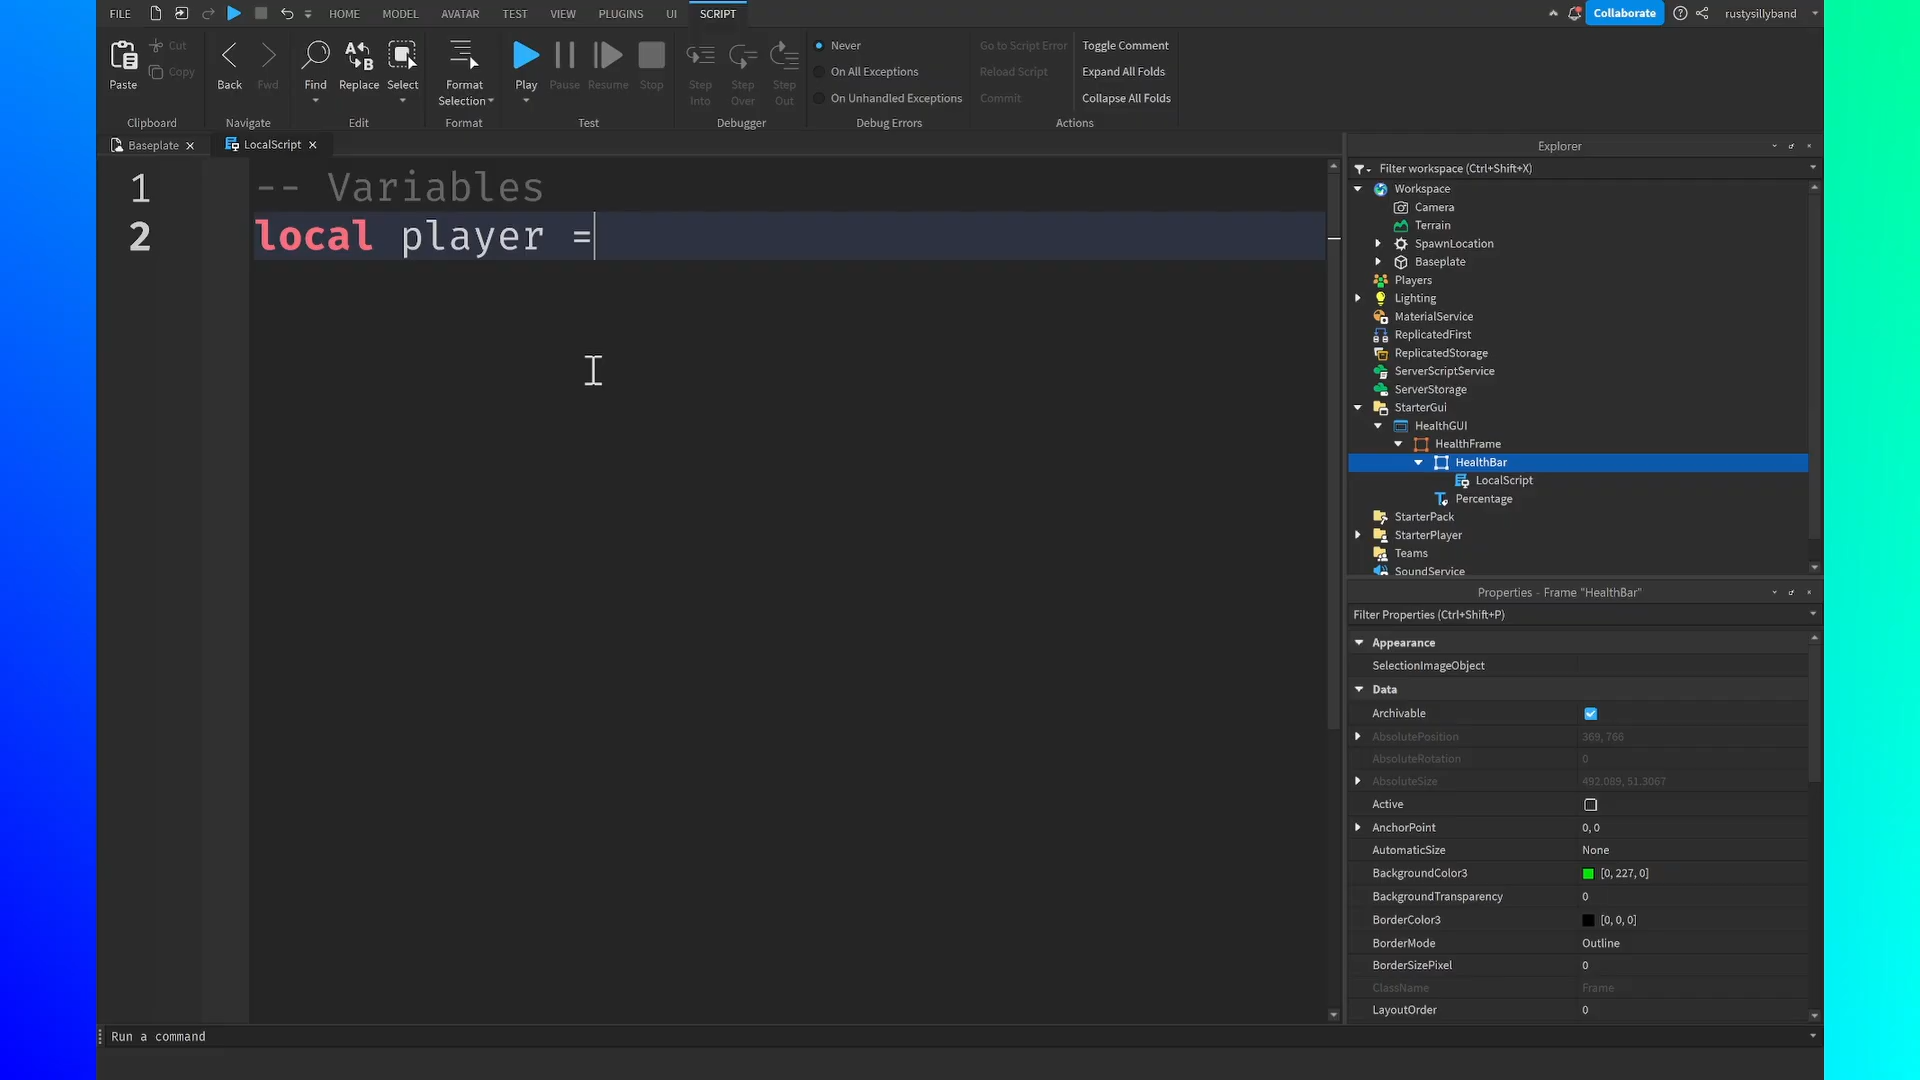 FILE HOME MODEL AVATAR TEST VIEW PLUGINS UI SCRIPT Collaborate rustysillyband
Paste Cut Copy
Clipboard
Back Fwd
Navigate
Find Replace Select
Edit
Format Selection
Format
Play Pause Resume Stop
Test
Step Into Step Over Step Out
Debugger
Never
On All Exceptions
On Unhandled Exceptions
Debug Errors
Go to Script Error
Reload Script
Commit
Toggle Comment
Expand All Folds
Collapse All Folds
Actions
Baseplate LocalScript
1 -- Variables
2 local player =
Explorer
Filter workspace (Ctrl+Shift+X)
Workspace
Camera
Terrain
SpawnLocation
Baseplate
Players
Lighting
MaterialService
ReplicatedFirst
ReplicatedStorage
ServerScriptService
ServerStorage
StarterGui
HealthGUI
HealthFrame
HealthBar
LocalScript
Percentage
StarterPack
StarterPlayer
Teams
SoundService
Properties - Frame "HealthBar"
Filter Properties (Ctrl+Shift+P)
Appearance
SelectionImageObject
Data
Archivable
AbsolutePosition 369, 766
AbsoluteRotation 0
AbsoluteSize 492.089, 51.3067
Active
AnchorPoint 0, 0
AutomaticSize None
BackgroundColor3 [0, 227, 0]
BackgroundTransparency 0
BorderColor3 [0, 0, 0]
BorderMode Outline
BorderSizePixel 0
ClassName Frame
LayoutOrder 0
Run a command